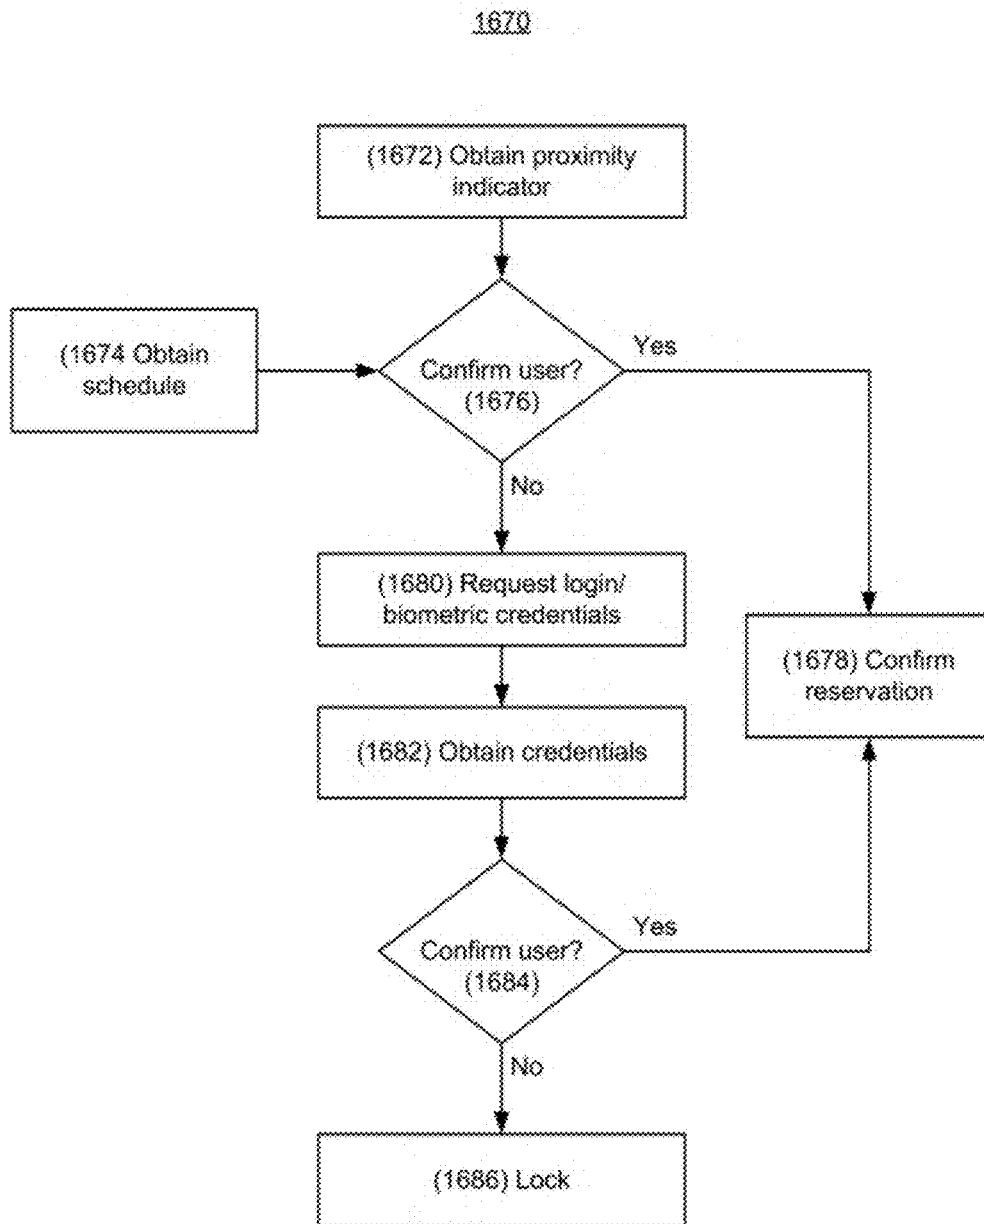 1670
(1672) Obtain proximity
indicator
(1674 Obtain
schedule
Confirm user?
(1676)
Yes
No
(1680) Request login/
biometric credentials
(1678) Confirm
reservation
(1682) Obtain credentials
Confirm user?
(1684)
Yes
No
(1686) Lock